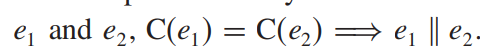 e₁ and e₂, C(e₁) = C(e₂) ⟹ e₁ ∥ e₂.